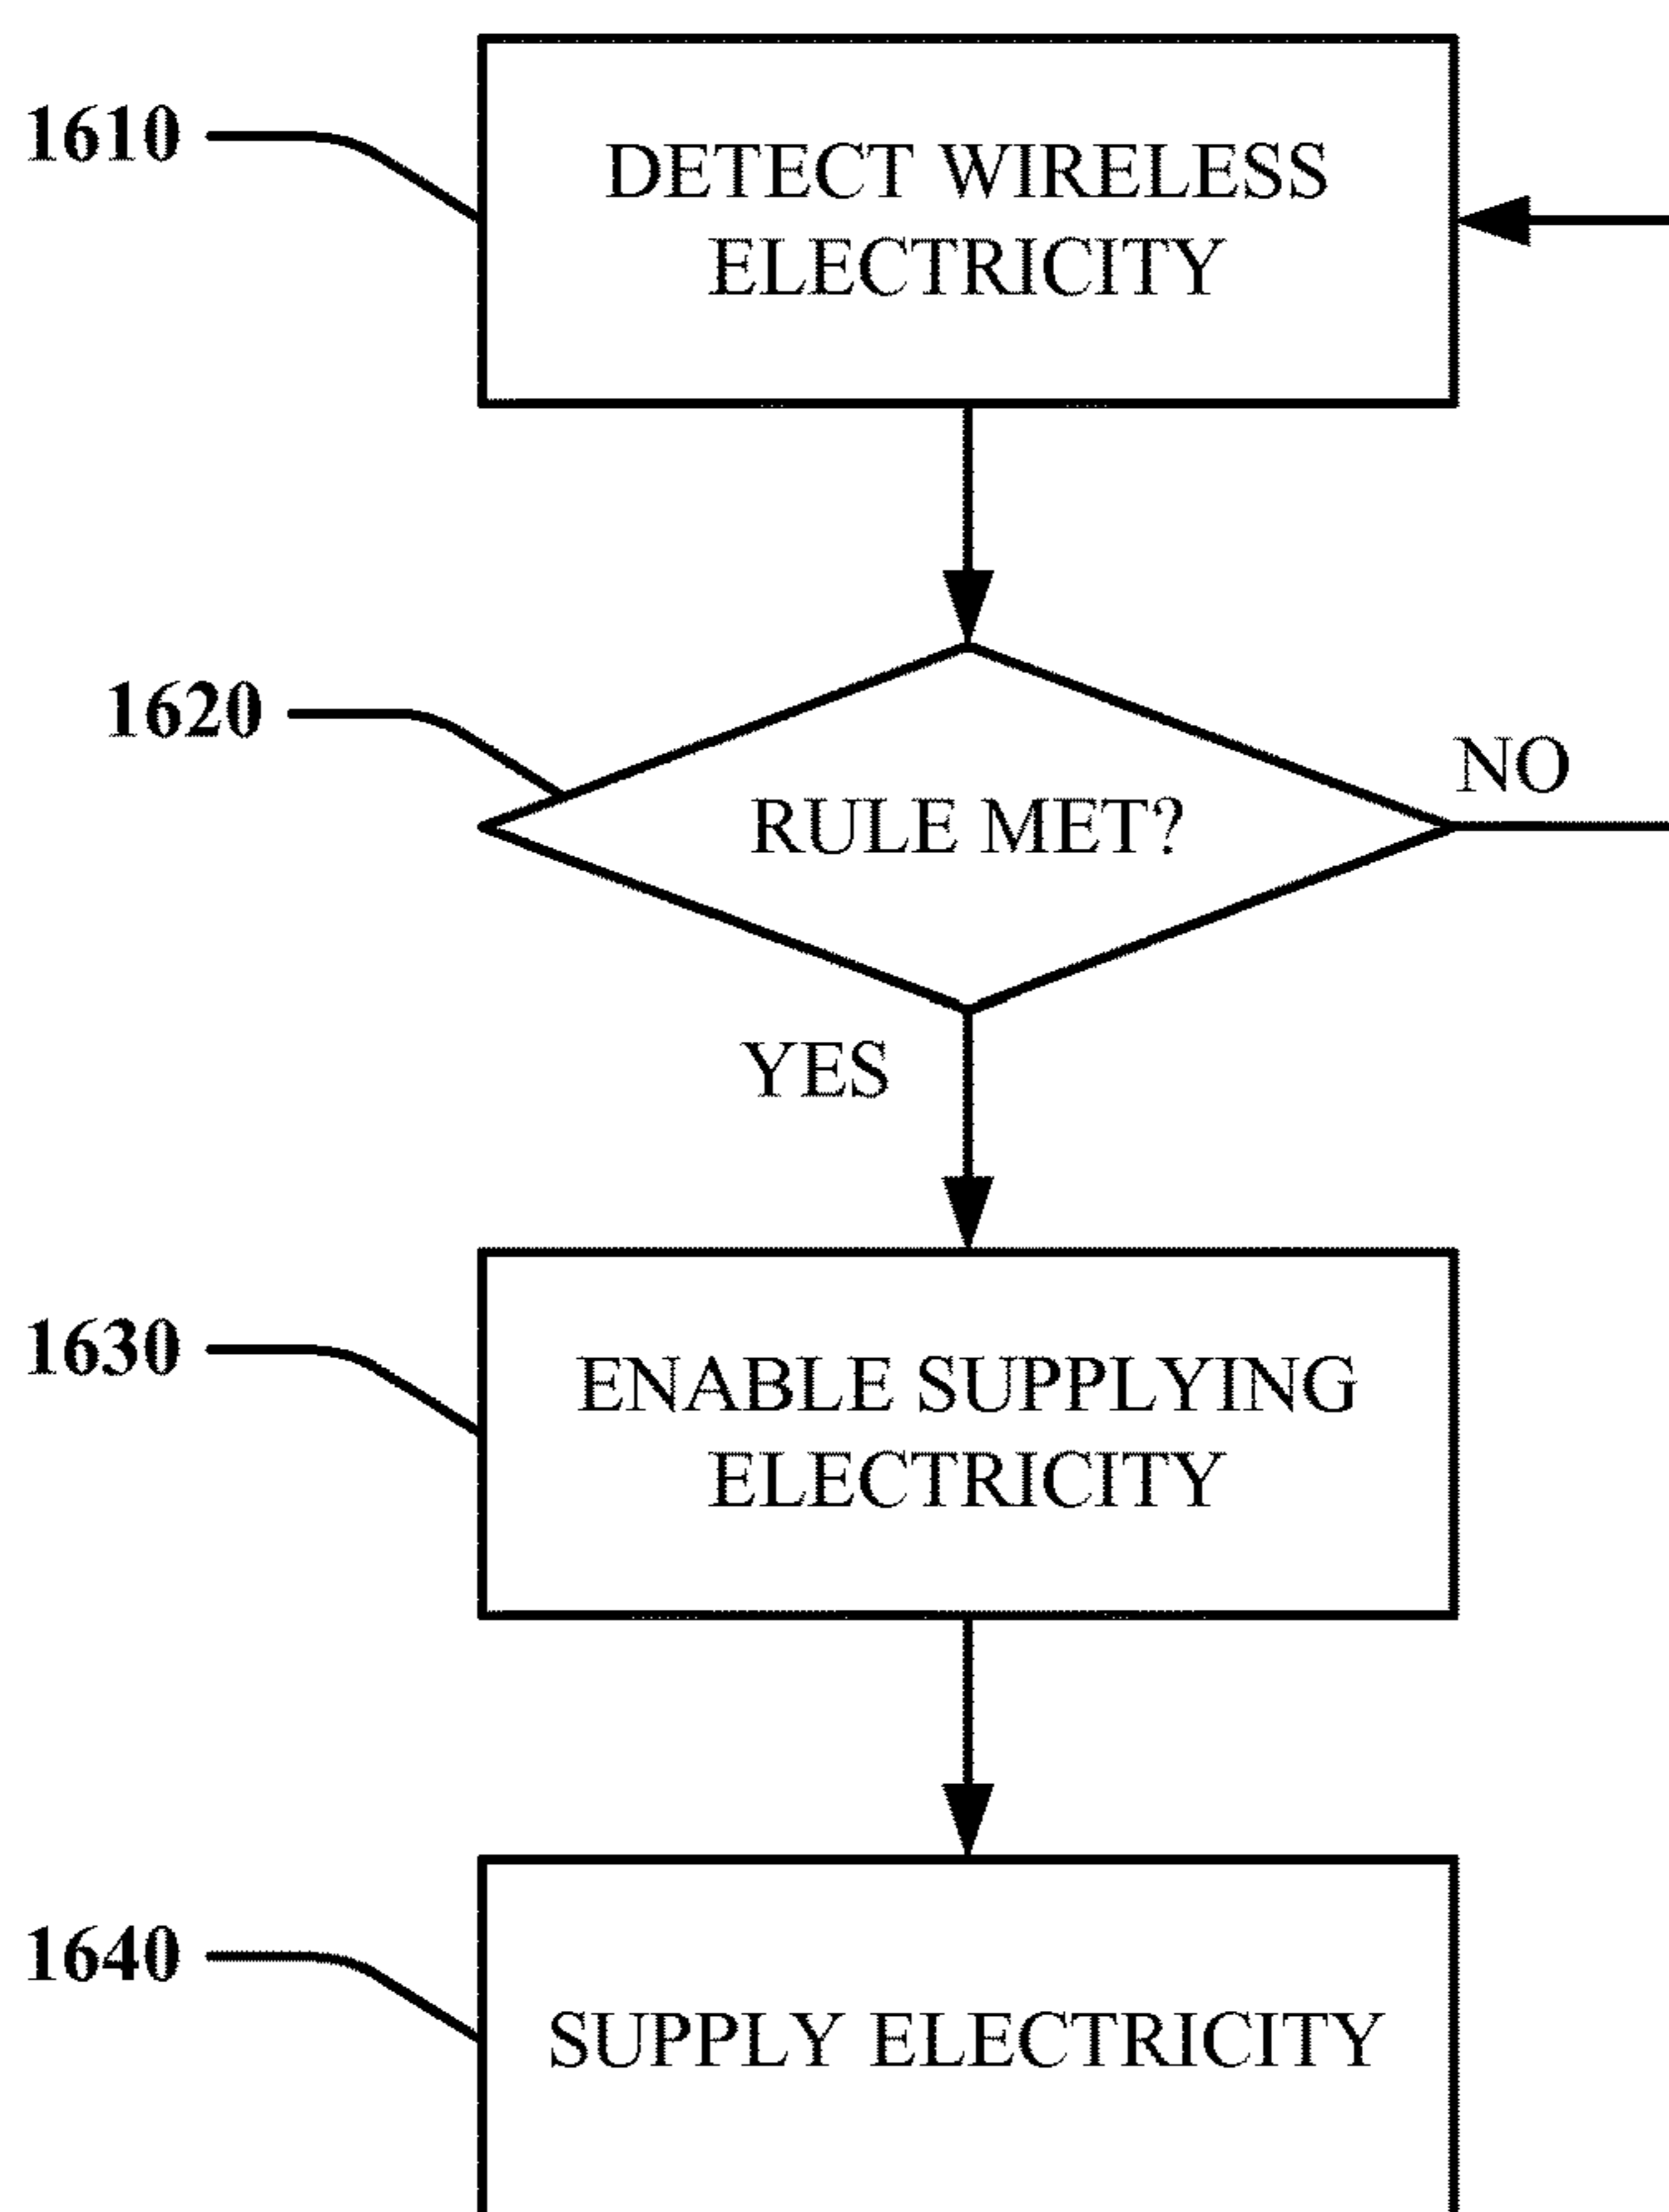 1610
DETECT WIRELESS
ELECTRICITY
1620
RULE MET?
NO
YES
1630
ENABLE SUPPLYING
ELECTRICITY
1640
SUPPLY ELECTRICITY